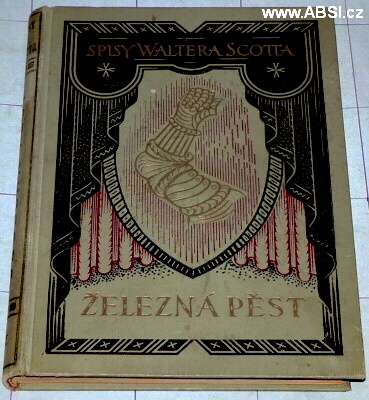 www.ABSI.cz
SPISY WALTERA SCOTTA
ŽELEZNÁ PĚST